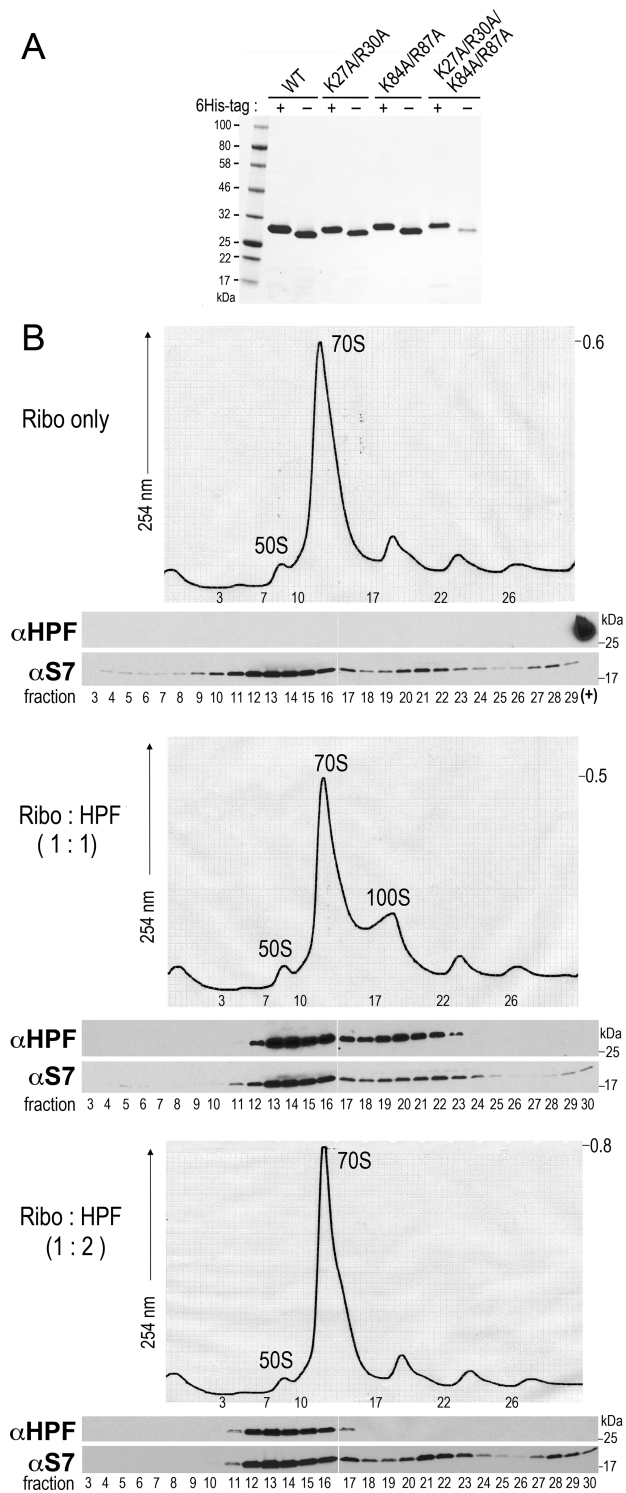 A
WT K27A/R30A K84A/R87A K27A/R30A/ K84A/R87A
6His-tag : + – + – + – + –
100
80
58
46
32
25
22
17
kDa
B
Ribo only
254 nm
50S
70S
0.6
3 7 10 17 22 26
αHPF
kDa
25
αS7
17
fraction 3 4 5 6 7 8 9 10 11 12 13 14 15 16 17 18 19 20 21 22 23 24 25 26 27 28 29 (+)
Ribo : HPF
( 1 : 1)
254 nm
50S
70S
100S
0.5
3 7 10 17 22 26
αHPF
kDa
25
αS7
17
fraction 3 4 5 6 7 8 9 10 11 12 13 14 15 16 17 18 19 20 21 22 23 24 25 26 27 28 29 30
Ribo : HPF
(1 : 2 )
254 nm
50S
70S
0.8
3 7 10 17 22 26
αHPF
kDa
25
αS7
17
fraction 3 4 5 6 7 8 9 10 11 12 13 14 15 16 17 18 19 20 21 22 23 24 25 26 27 28 29 30